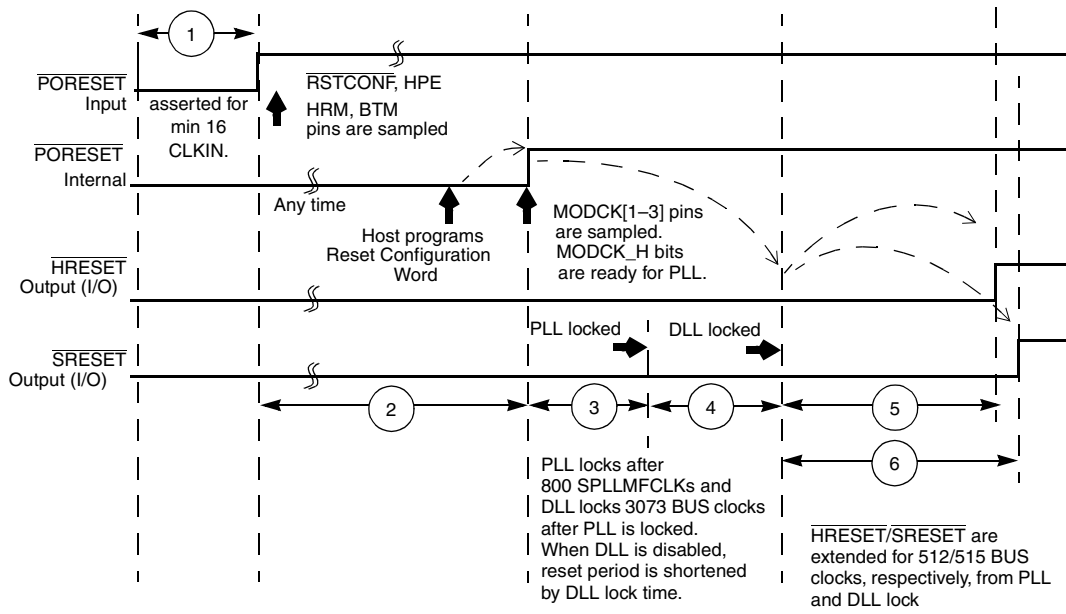 1
PORESET
Input
asserted for
min 16
CLKIN.
RSTCONF, HPE
HRM, BTM
pins are sampled
PORESET
Internal
Any time
Host programs
Reset Configuration
Word
MODCK[1–3] pins
are sampled.
MODCK_H bits
are ready for PLL.
HRESET
Output (I/O)
PLL locked
DLL locked
SRESET
Output (I/O)
2
3
4
5
6
PLL locks after
800 SPLLMFCLKs and
DLL locks 3073 BUS clocks
after PLL is locked.
When DLL is disabled,
reset period is shortened
by DLL lock time.
HRESET/SRESET are
extended for 512/515 BUS
clocks, respectively, from PLL
and DLL lock